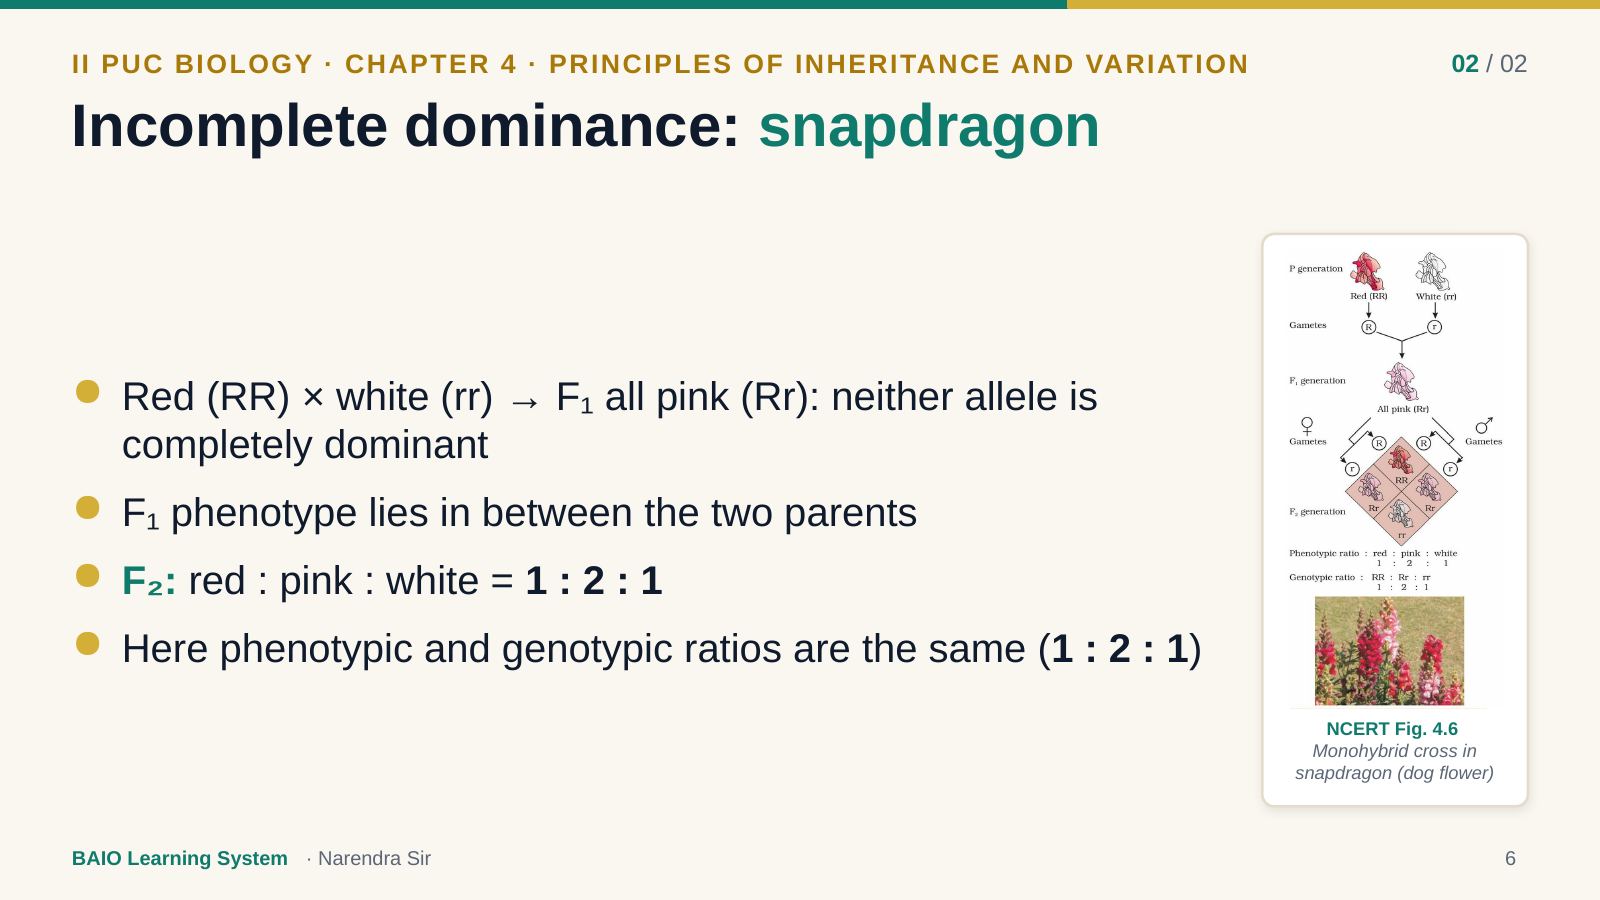 II PUC BIOLOGY · CHAPTER 4 · PRINCIPLES OF INHERITANCE AND VARIATION
02 / 02
Incomplete dominance: snapdragon
Red (RR) × white (rr) → F₁ all pink (Rr): neither allele is
completely dominant
F₁ phenotype lies in between the two parents
F₂: red : pink : white = 1 : 2 : 1
Here phenotypic and genotypic ratios are the same (1 : 2 : 1)
P generation
Red (RR) White (rr)
Gametes R r
F₁ generation
All pink (Rr)
♀ ♂
Gametes R R Gametes
r r
RR
Rr Rr
F₂ generation
rr
Phenotypic ratio : red : pink : white
1 : 2 : 1
Genotypic ratio : RR : Rr : rr
1 : 2 : 1
NCERT Fig. 4.6
Monohybrid cross in
snapdragon (dog flower)
BAIO Learning System · Narendra Sir
6